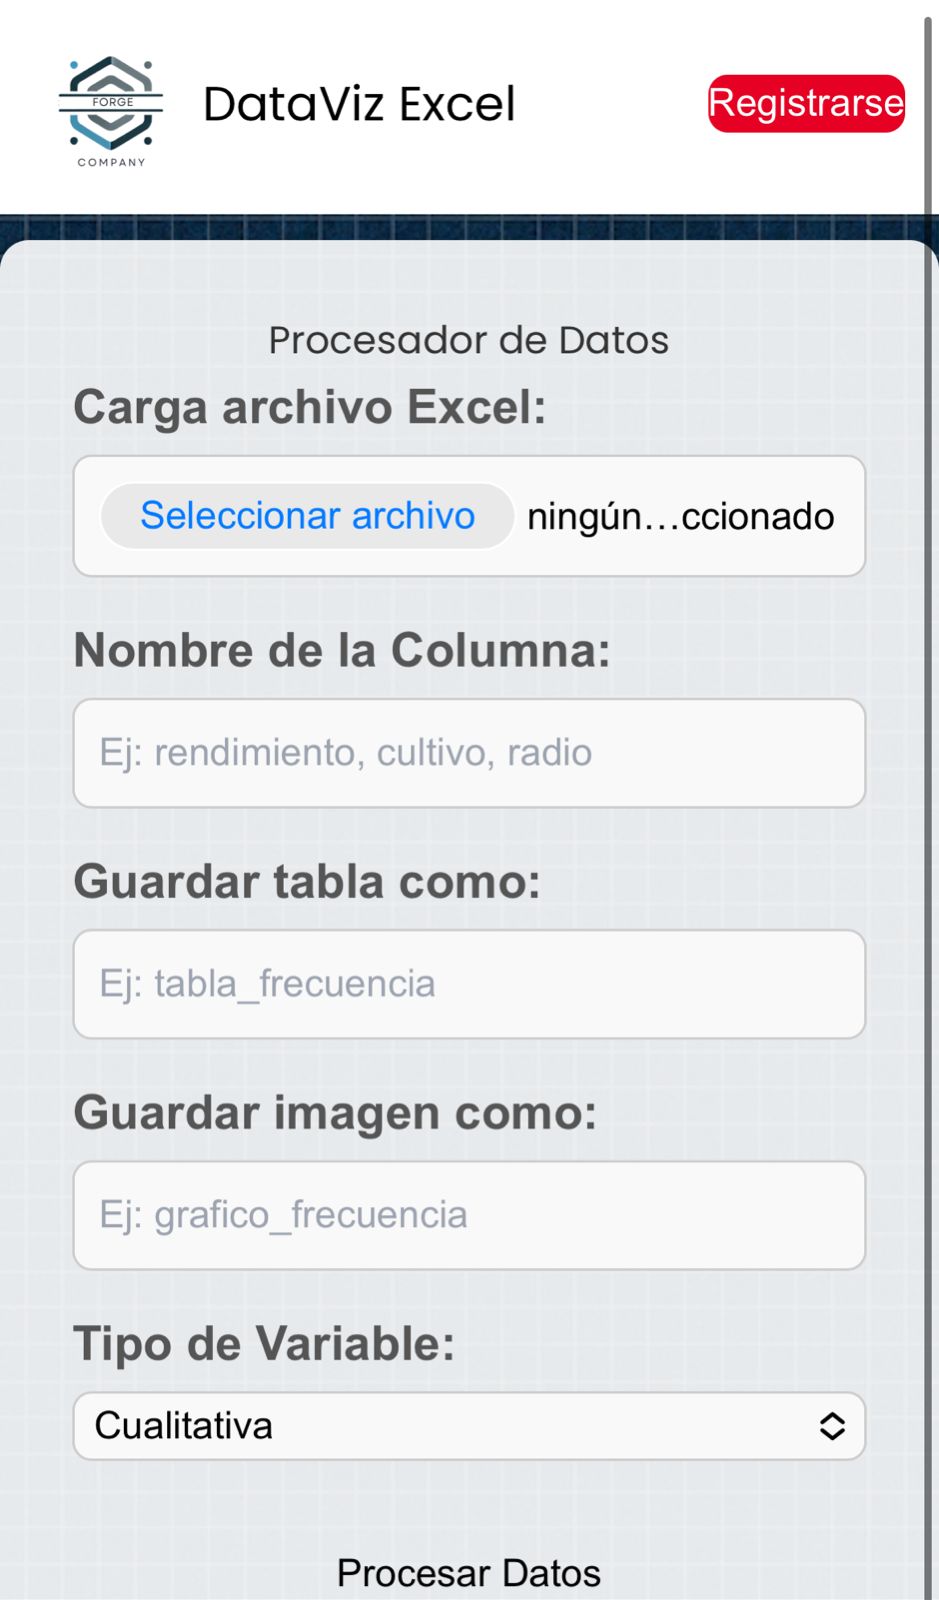 FORGE
COMPANY
DataViz Excel
Registrarse
Procesador de Datos
Carga archivo Excel:
Seleccionar archivo ningún…ccionado
Nombre de la Columna:
Ej: rendimiento, cultivo, radio
Guardar tabla como:
Ej: tabla_frecuencia
Guardar imagen como:
Ej: grafico_frecuencia
Tipo de Variable:
Cualitativa
Procesar Datos